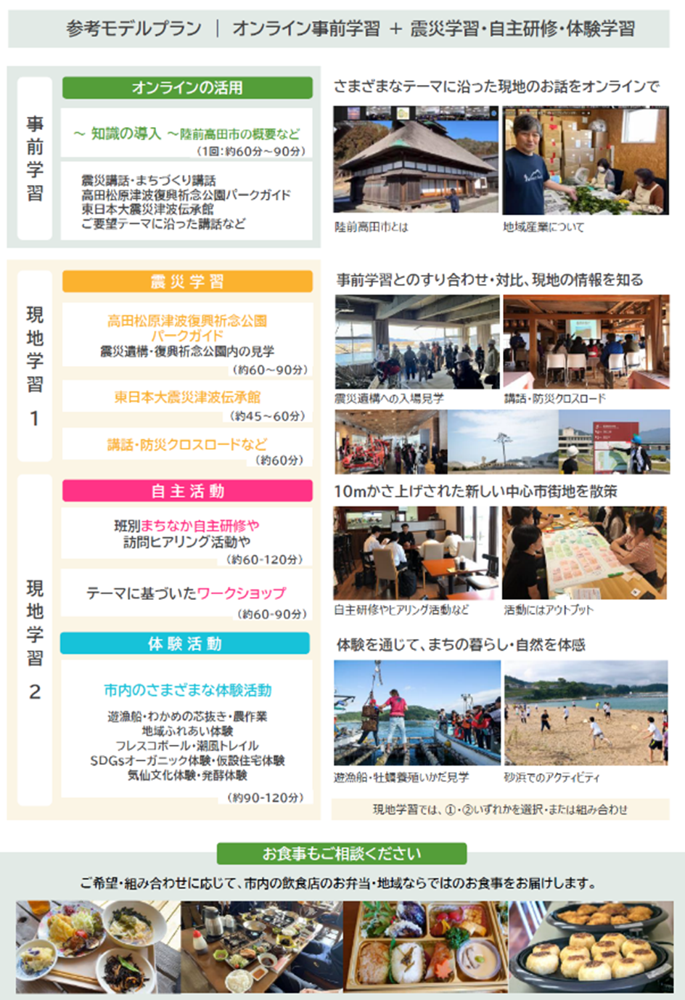 参考モデルプラン ｜ オンライン事前学習 ＋ 震災学習・自主研修・体験学習
事前学習
オンラインの活用
～ 知識の導入 ～陸前高田市の概要など
（1回：約60分～90分）
震災講話・まちづくり講話
高田松原津波復興祈念公園パークガイド
東日本大震災津波伝承館
ご要望テーマに沿った講話など
さまざまなテーマに沿った現地のお話をオンラインで
陸前高田市とは
地域産業について
現地学習1
震災学習
高田松原津波復興祈念公園
パークガイド
震災遺構・復興祈念公園内の見学
（約60～90分）
東日本大震災津波伝承館
（約45～60分）
講話・防災クロスロードなど
（約60分）
事前学習とのすり合わせ・対比、現地の情報を知る
震災遺構への入場見学
講話・防災クロスロード
現地学習2
自主活動
班別まちなか自主研修や
訪問ヒアリング活動や
（約60-120分）
テーマに基づいたワークショップ
（約60-90分）
10mかさ上げされた新しい中心市街地を散策
自主研修やヒアリング活動など
活動にはアウトプット
体験活動
市内のさまざまな体験活動
遊漁船・わかめの芯抜き・農作業
地域ふれあい体験
フレスコボール・潮風トレイル
SDGsオーガニック体験・仮設住宅体験
気仙文化体験・発酵体験
（約90-120分）
体験を通じて、まちの暮らし・自然を体感
遊漁船・牡蠣養殖いかだ見学
砂浜でのアクティビティ
現地学習では、①・②いずれかを選択・または組み合わせ
お食事もご相談ください
ご希望・組み合わせに応じて、市内の飲食店のお弁当・地域ならではのお食事をお届けします。